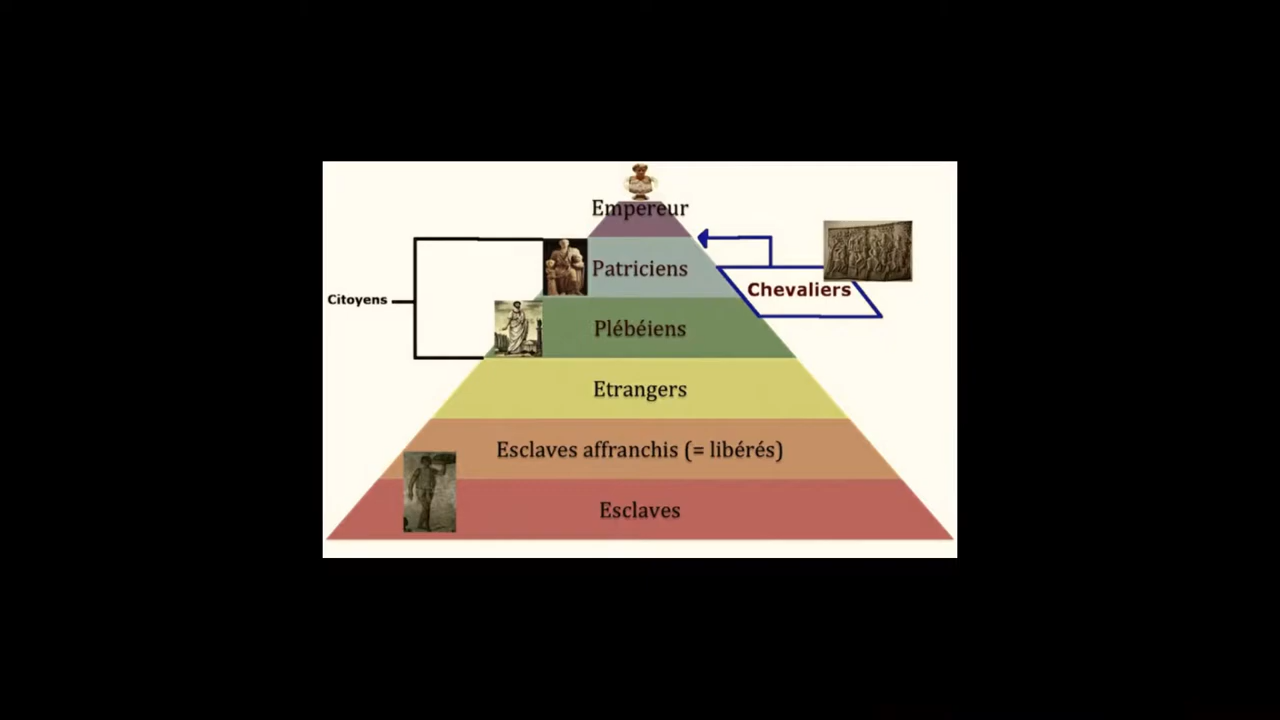 Empereur
Patriciens
Chevaliers
Citoyens
Plébéiens
Etrangers
Esclaves affranchis (= libérés)
Esclaves